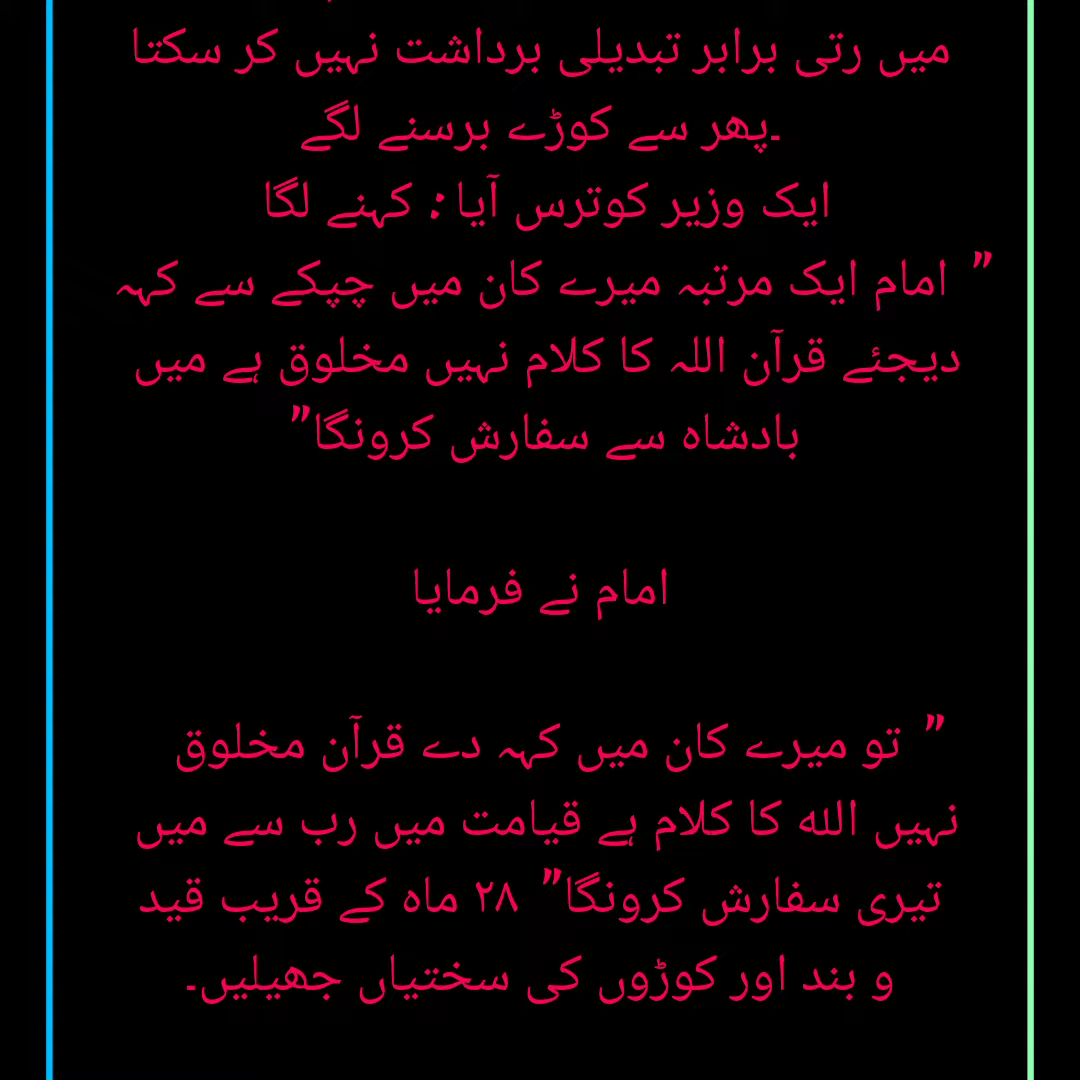 میں رتی برابر تبدیلی برداشت نہیں کر سکتا
۔پھر سے کوڑے برسنے لگے
ایک وزیر کوترس آیا : کہنے لگا
” امام ایک مرتبہ میرے کان میں چپکے سے کہہ
دیجئے قرآن اللہ کا کلام نہیں مخلوق ہے میں
بادشاہ سے سفارش کرونگا”
امام نے فرمایا
” تو میرے کان میں کہہ دے قرآن مخلوق
نہیں الله کا کلام ہے قیامت میں رب سے میں
تیری سفارش کرونگا” ٢٨ ماہ کے قریب قید
و بند اور کوڑوں کی سختیاں جھیلیں۔